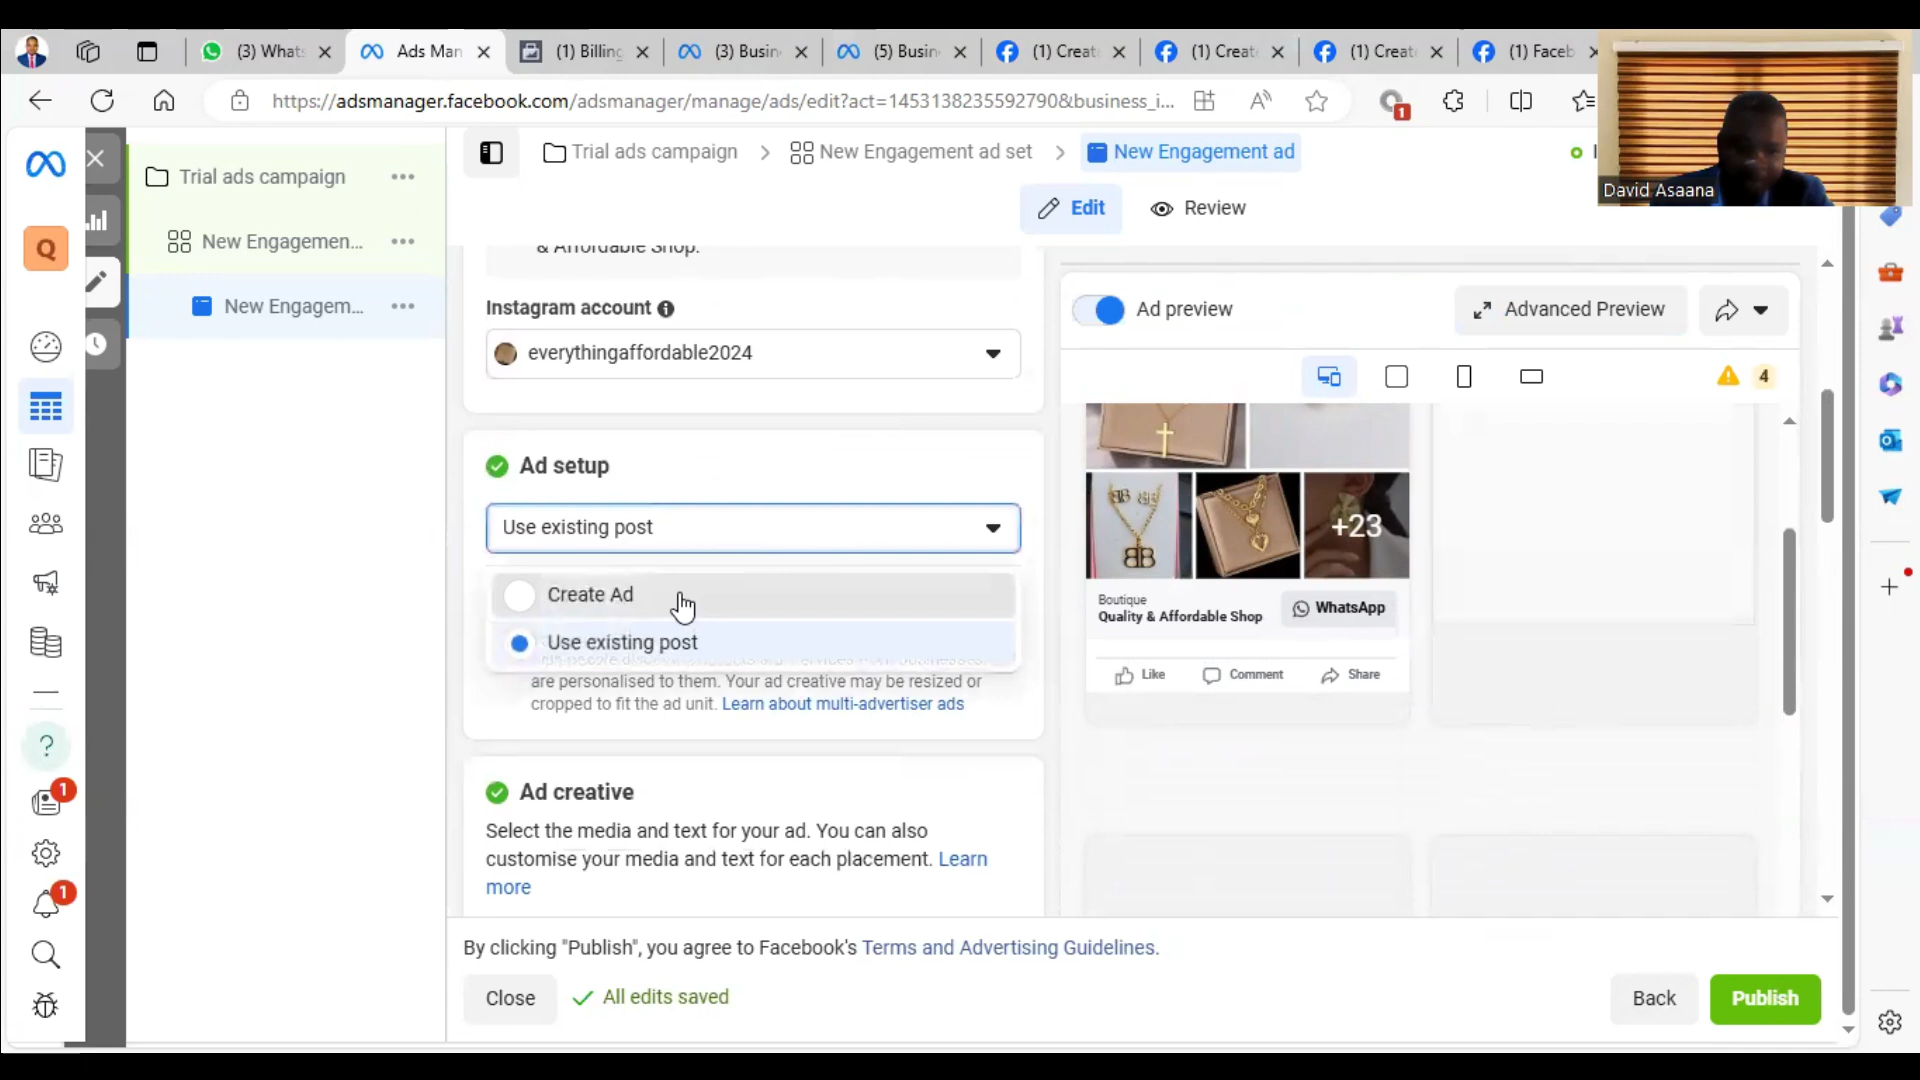 (3) Whats
Ads Man
(1) Billing
(3) Busin
(5) Busin
(1) Create
(1) Create
(1) Create
(1) Faceb
https://adsmanager.facebook.com/adsmanager/manage/ads/edit?act=1453138235592790&business_i...
1
David Asaana
Trial ads campaign
New Engagemen...
New Engagem...
Q
?
1
1
Trial ads campaign > New Engagement ad set > New Engagement ad
Edit
Review
& Affordable Shop.
Instagram account
everythingaffordable2024
Ad setup
Use existing post
Create Ad
Use existing post
are personalised to them. Your ad creative may be resized or
cropped to fit the ad unit. Learn about multi-advertiser ads
Ad creative
Select the media and text for your ad. You can also
customise your media and text for each placement. Learn
more
Ad preview
Advanced Preview
4
+23
Boutique
Quality & Affordable Shop
WhatsApp
Like
Comment
Share
By clicking "Publish", you agree to Facebook's Terms and Advertising Guidelines.
Close
All edits saved
Back
Publish